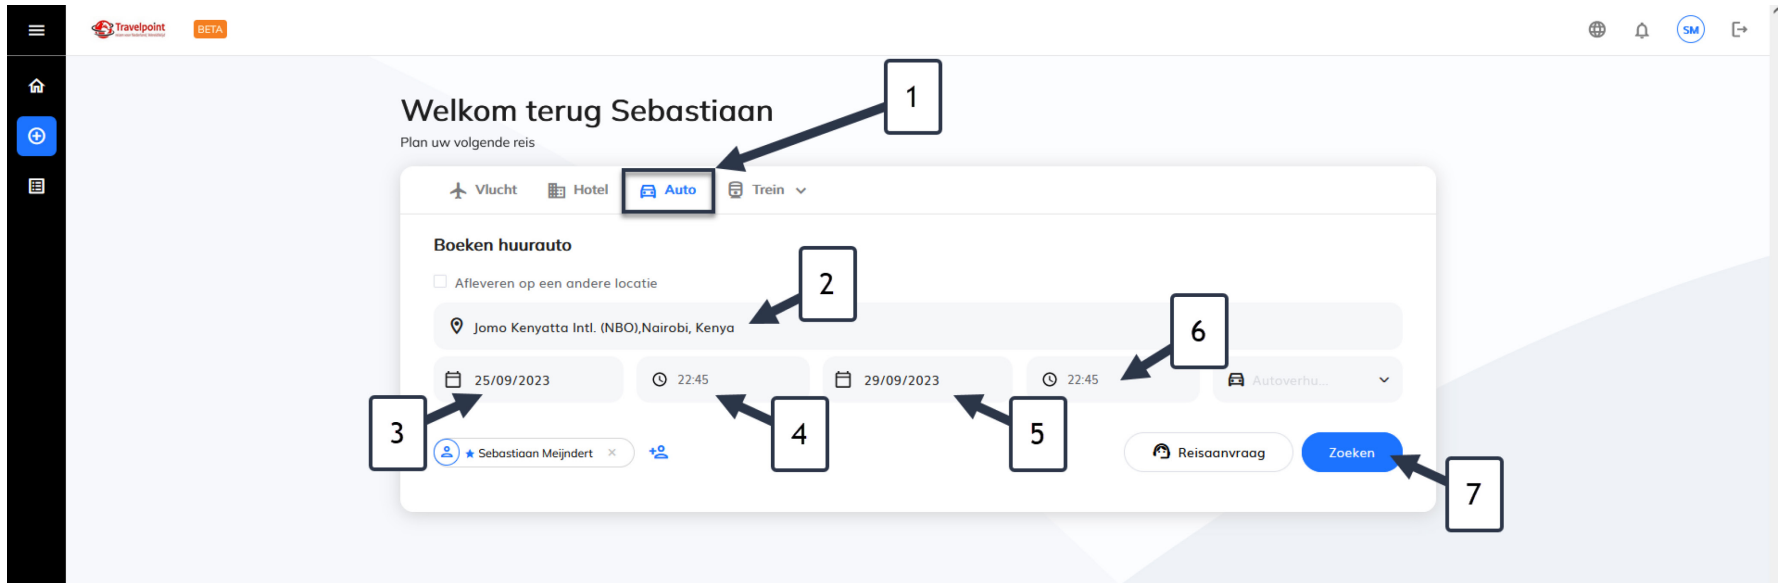 Travelpoint
BETA
SM
1
Welkom terug Sebastiaan
Plan uw volgende reis
Vlucht Hotel Auto Trein
Boeken huurauto
Afleveren op een andere locatie
2
Jomo Kenyatta Intl. (NBO),Nairobi, Kenya
6
25/09/2023 22:45 29/09/2023 22:45 Autoverhu...
3 4 5
Sebastiaan Meijndert ×
Reisaanvraag Zoeken
7